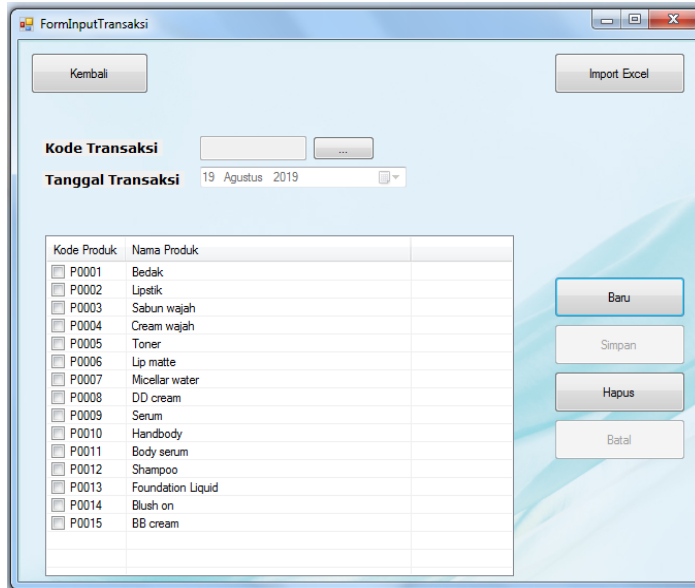 FormInputTransaksi
Kembali
Import Excel
Kode Transaksi
...
Tanggal Transaksi
19 Agustus 2019
Kode Produk Nama Produk
P0001 Bedak
P0002 Lipstik
P0003 Sabun wajah
P0004 Cream wajah
P0005 Toner
P0006 Lip matte
P0007 Micellar water
P0008 DD cream
P0009 Serum
P0010 Handbody
P0011 Body serum
P0012 Shampoo
P0013 Foundation Liquid
P0014 Blush on
P0015 BB cream
Baru
Simpan
Hapus
Batal